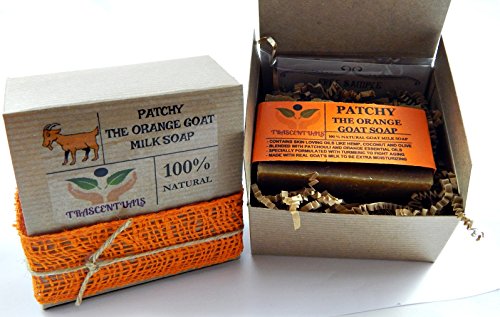 PATCHY
THE ORANGE GOAT
MILK SOAP
TRASCENTUALS
100%
NATURAL
SAMPLE
TRASCENTUALS
PATCHY
THE ORANGE
GOAT SOAP
100 % NATURAL GOAT MILK SOAP
- CONTAINS SKIN LOVING OILS LIKE HEMP, COCONUT AND OLIVE
- BLENDED WITH PATCHOULI AND ORANGE ESSENTIAL OILS
- SPECIALLY FORMULATED WITH TURMERIC TO FIGHT AGING
- MADE WITH REAL GOAT'S MILK TO BE EXTRA MOISTURIZING